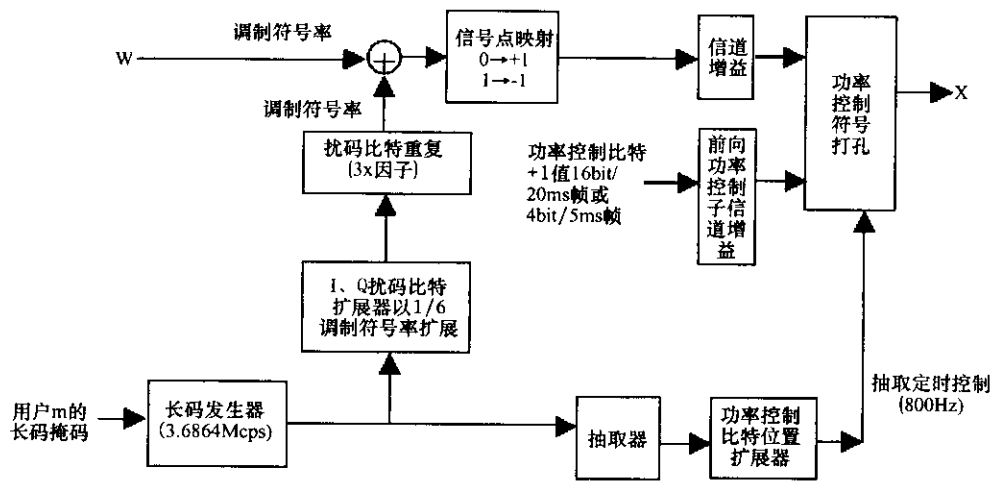 调制符号率
W
信号点映射
0→+1
1→-1
信道
增益
功率
控制
符号
打孔
X
调制符号率
扰码比特重复
(3x因子)
功率控制比特
+1值16bit/
20ms帧或
4bit/5ms帧
前向
功率
控制
子信
道增
益
I、Q扰码比特
扩展器以1/6
调制符号率扩展
用户m的
长码掩码
长码发生器
(3.6864Mcps)
抽取器
功率控制
比特位置
扩展器
抽取定时控制
(800Hz)